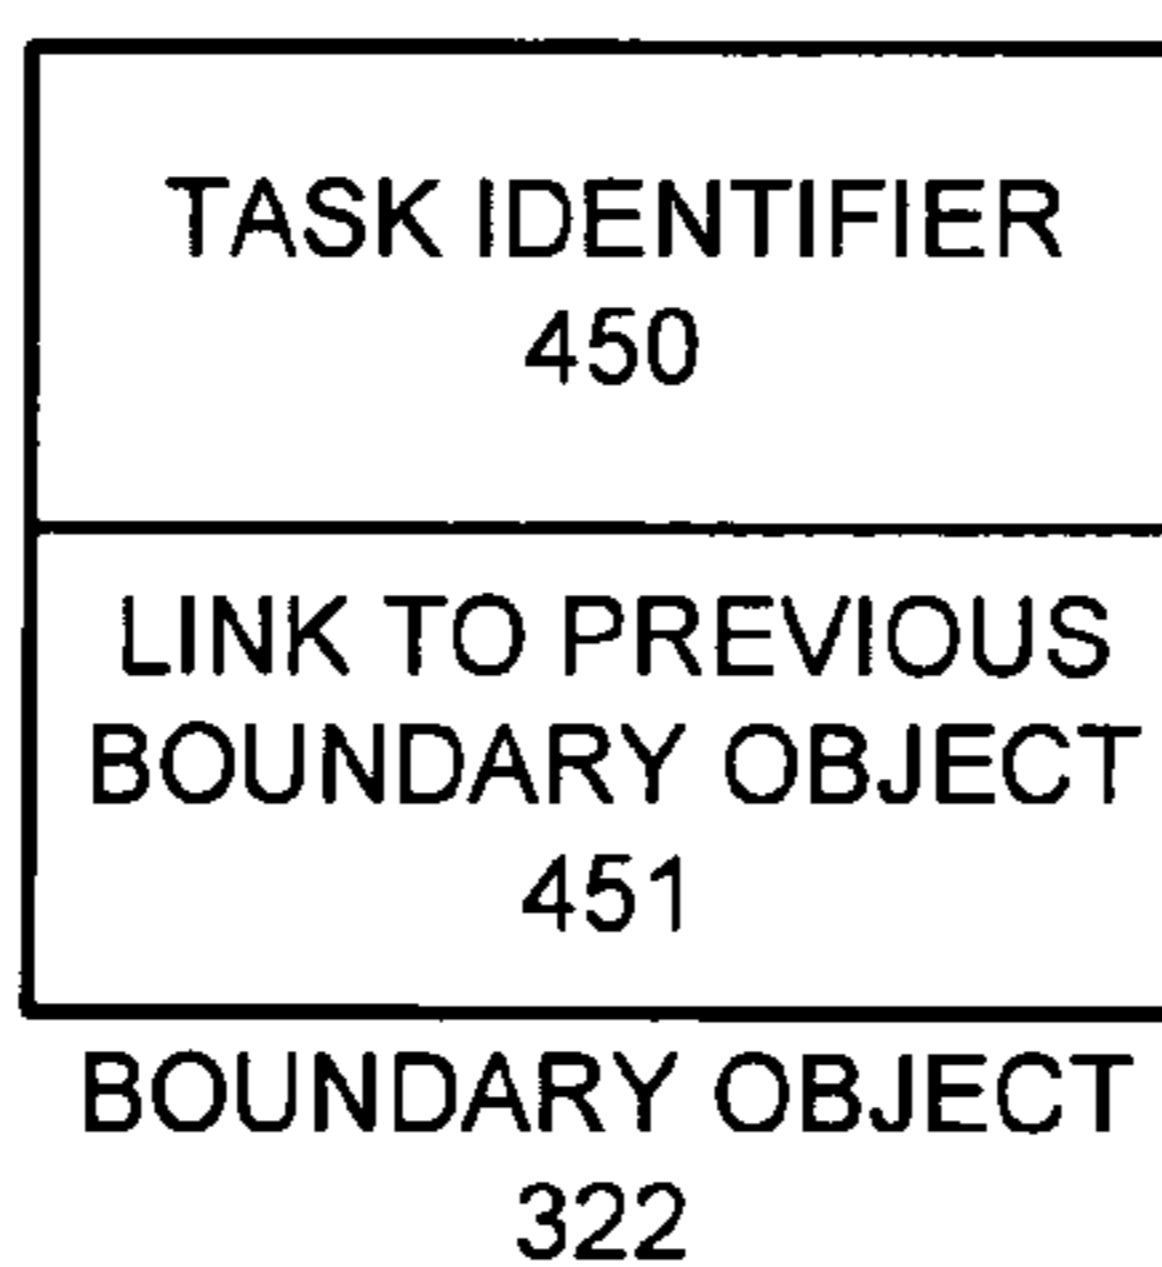 TASK IDENTIFIER
450
LINK TO PREVIOUS
BOUNDARY OBJECT
451
BOUNDARY OBJECT
322